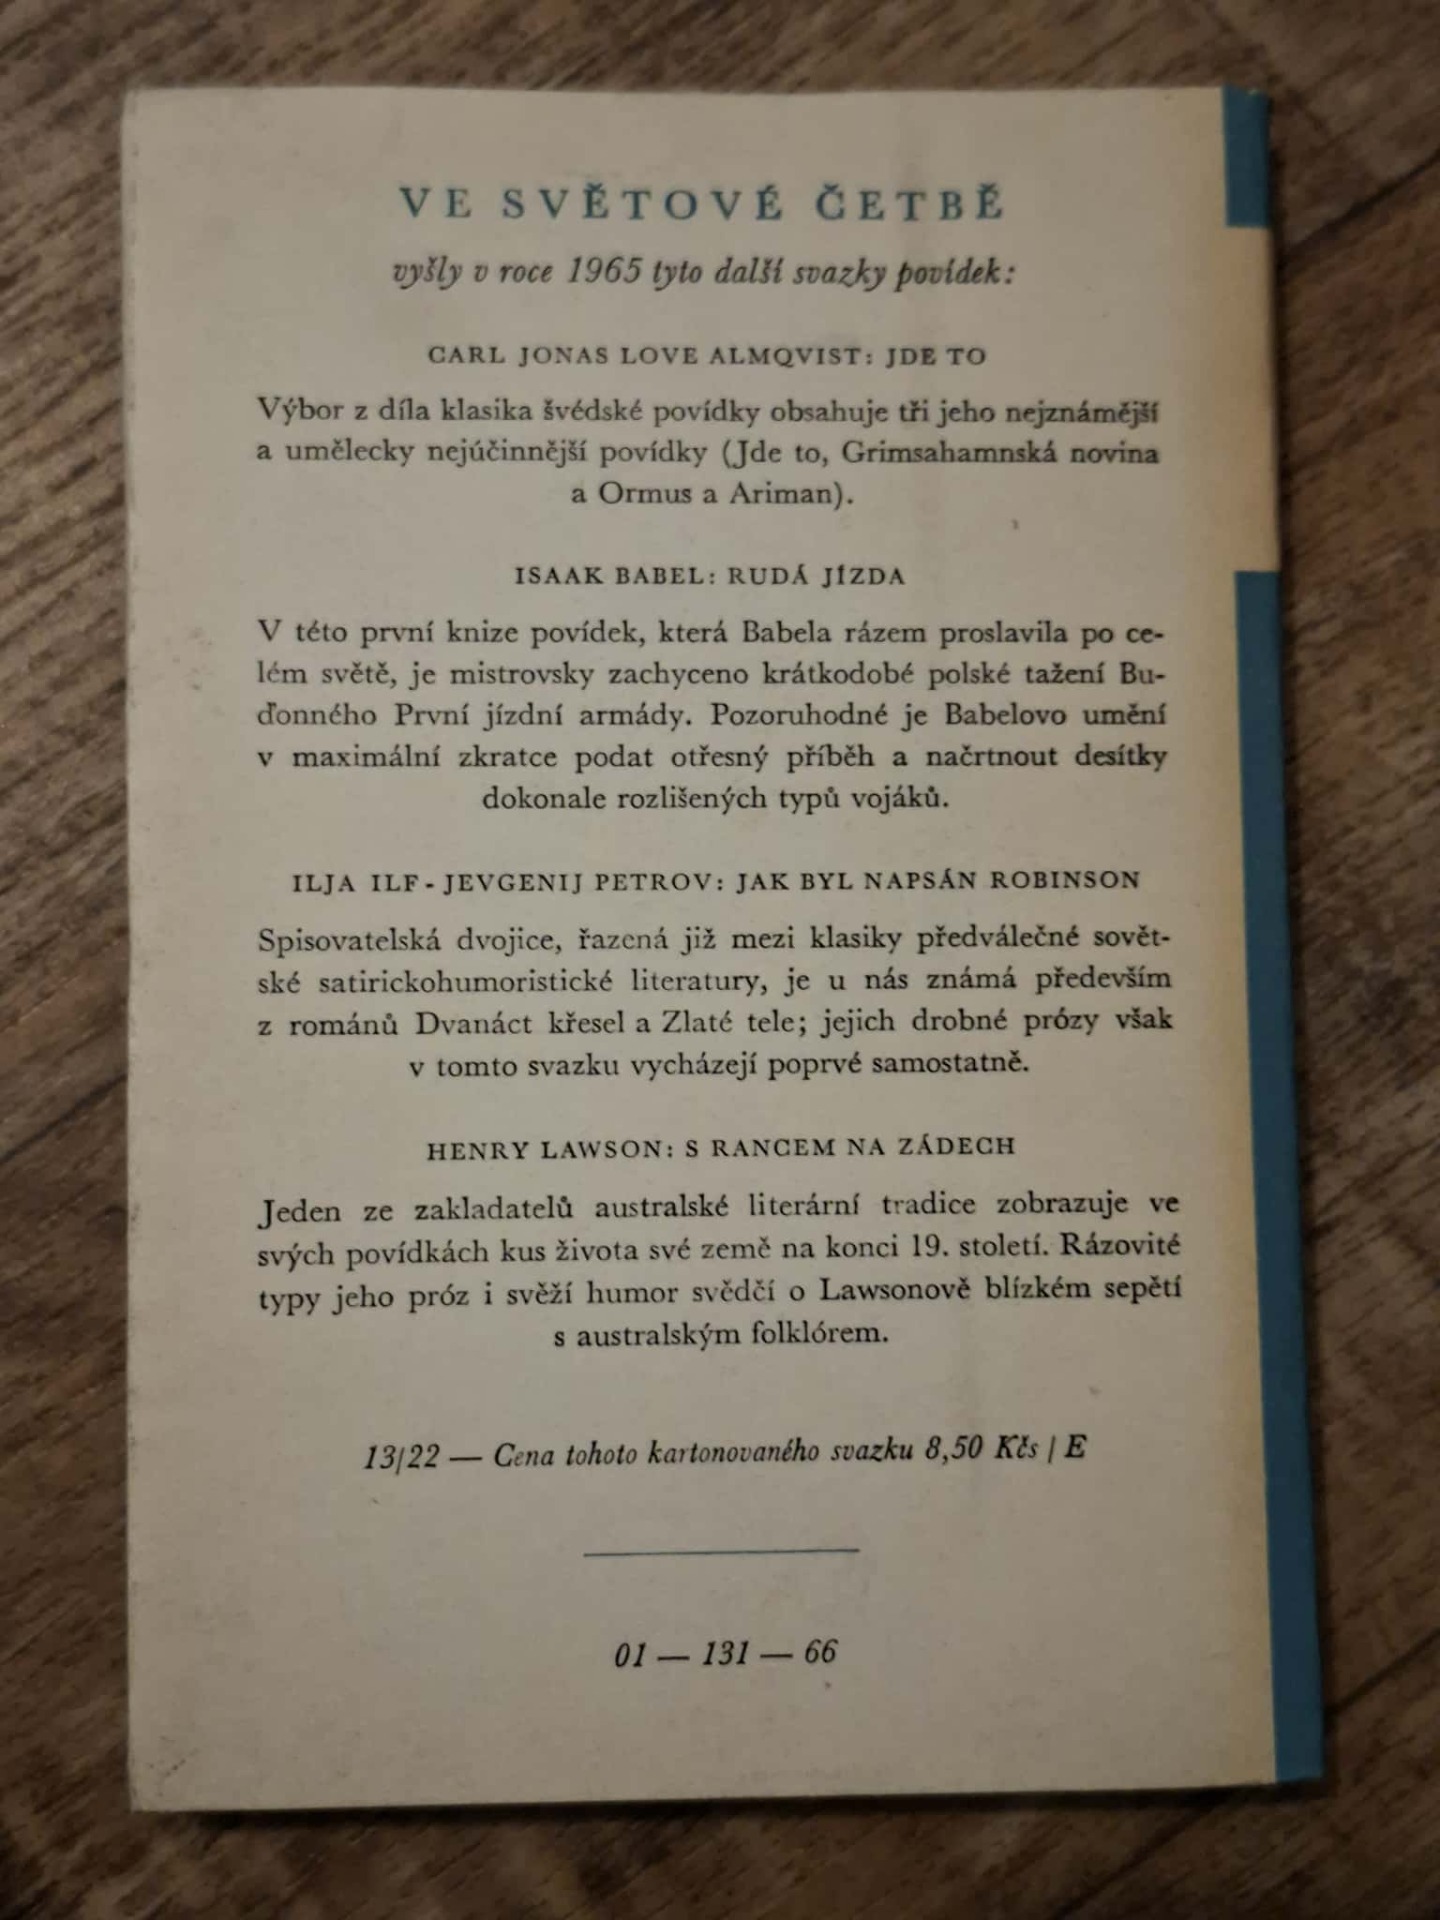 VE SVĚTOVÉ ČETBĚ
vyšly v roce 1965 tyto další svazky povídek:
CARL JONAS LOVE ALMQVIST: JDE TO
Výbor z díla klasika švédské povídky obsahuje tři jeho nejznámější
a umělecky nejúčinnější povídky (Jde to, Grimsahamnská novina
a Ormus a Ariman).
ISAAK BABEL: RUDÁ JÍZDA
V této první knize povídek, která Babela rázem proslavila po ce-
lém světě, je mistrovsky zachyceno krátkodobé polské tažení Bu-
ďonného První jízdní armády. Pozoruhodné je Babelovo umění
v maximální zkratce podat otřesný příběh a načrtnout desítky
dokonale rozlišených typů vojáků.
ILJA ILF - JEVGENIJ PETROV: JAK BYL NAPSÁN ROBINSON
Spisovatelská dvojice, řazená již mezi klasiky předválečné sovět-
ské satirickohumoristické literatury, je u nás známá především
z románů Dvanáct křesel a Zlaté tele; jejich drobné prózy však
v tomto svazku vycházejí poprvé samostatně.
HENRY LAWSON: S RANCEM NA ZÁDECH
Jeden ze zakladatelů australské literární tradice zobrazuje ve
svých povídkách kus života své země na konci 19. století. Rázovité
typy jeho próz i svěží humor svědčí o Lawsonově blízkém sepětí
s australským folklórem.
13/22 — Cena tohoto kartonovaného svazku 8,50 Kčs / E
01 — 131 — 66